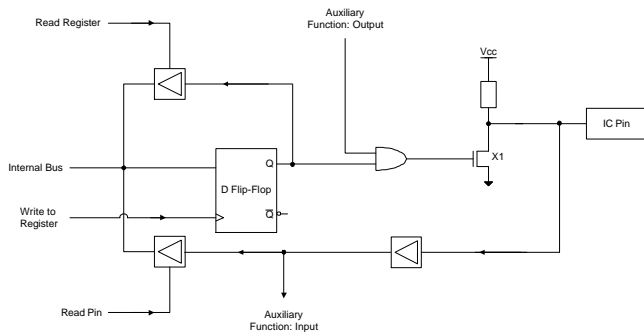 Auxiliary
Function: Output
Read Register
Vcc
IC Pin
X1
Internal Bus
Q
D Flip-Flop
Q
Write to
Register
Read Pin
Auxiliary
Function: Input